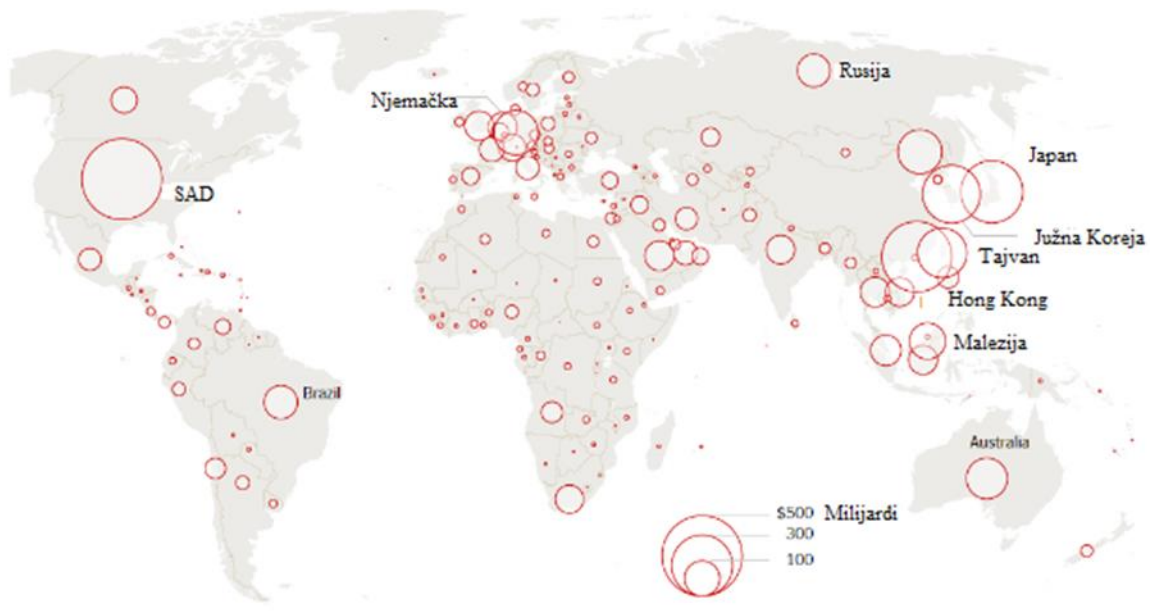 Rusija
Njemačka
Japan
SAD
Južna Koreja
Tajvan
Hong Kong
Malezija
Brazil
Australia
$500 Milijardi
300
100